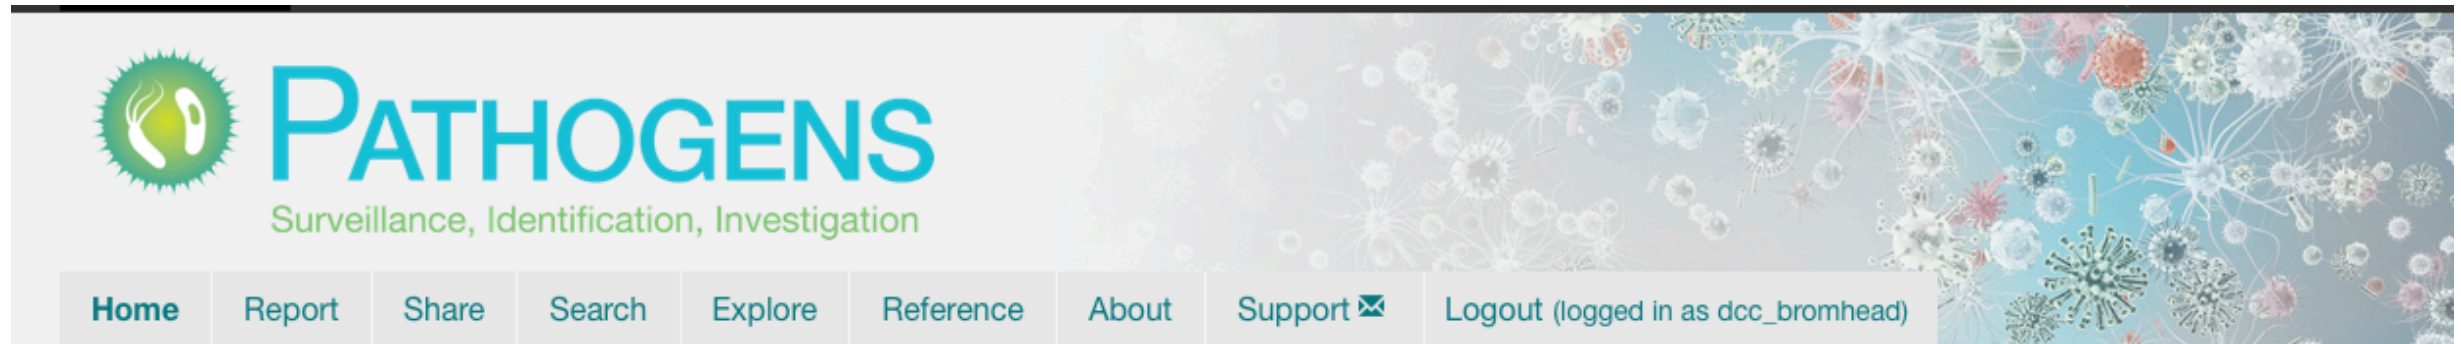 PATHOGENS
Surveillance, Identification, Investigation
Home Report Share Search Explore Reference About Support Logout (logged in as dcc_bromhead)